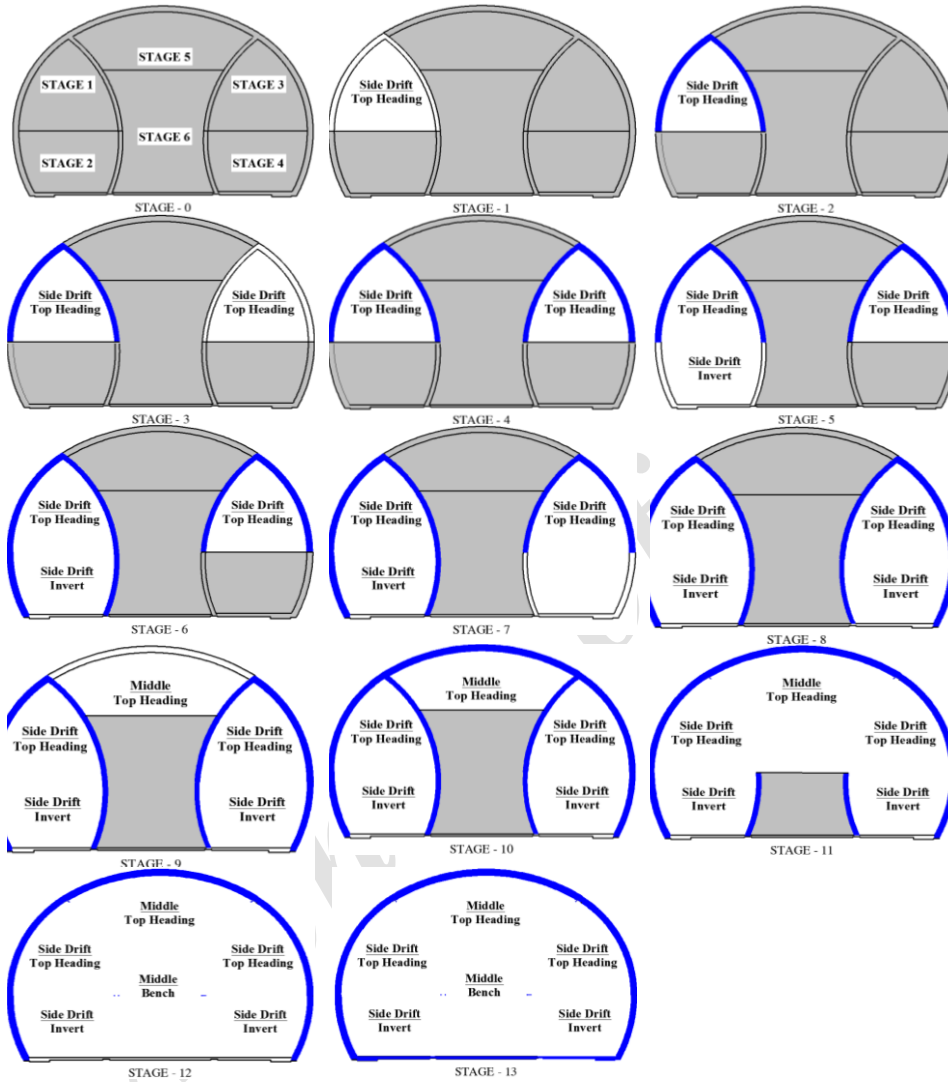 STAGE 5
STAGE 1
STAGE 3
STAGE 6
STAGE 2
STAGE 4
STAGE - 0
Side Drift
Top Heading
STAGE - 1
Side Drift
Top Heading
STAGE - 2
Side Drift
Top Heading
Side Drift
Top Heading
STAGE - 3
Side Drift
Top Heading
Side Drift
Top Heading
STAGE - 4
Side Drift
Top Heading
Side Drift
Top Heading
Side Drift
Invert
STAGE - 5
Side Drift
Top Heading
Side Drift
Top Heading
Side Drift
Invert
STAGE - 6
Side Drift
Top Heading
Side Drift
Top Heading
Side Drift
Invert
STAGE - 7
Side Drift
Top Heading
Side Drift
Top Heading
Side Drift
Invert
Side Drift
Invert
STAGE - 8
Middle
Top Heading
Side Drift
Top Heading
Side Drift
Top Heading
Side Drift
Invert
Side Drift
Invert
STAGE - 9
Middle
Top Heading
Side Drift
Top Heading
Side Drift
Top Heading
Side Drift
Invert
Side Drift
Invert
STAGE - 10
Middle
Top Heading
Side Drift
Top Heading
Side Drift
Top Heading
Side Drift
Invert
Side Drift
Invert
STAGE - 11
Middle
Top Heading
Side Drift
Top Heading
Side Drift
Top Heading
Middle
Bench
Side Drift
Invert
Side Drift
Invert
STAGE - 12
Middle
Top Heading
Side Drift
Top Heading
Side Drift
Top Heading
Middle
Bench
Side Drift
Invert
Side Drift
Invert
STAGE - 13